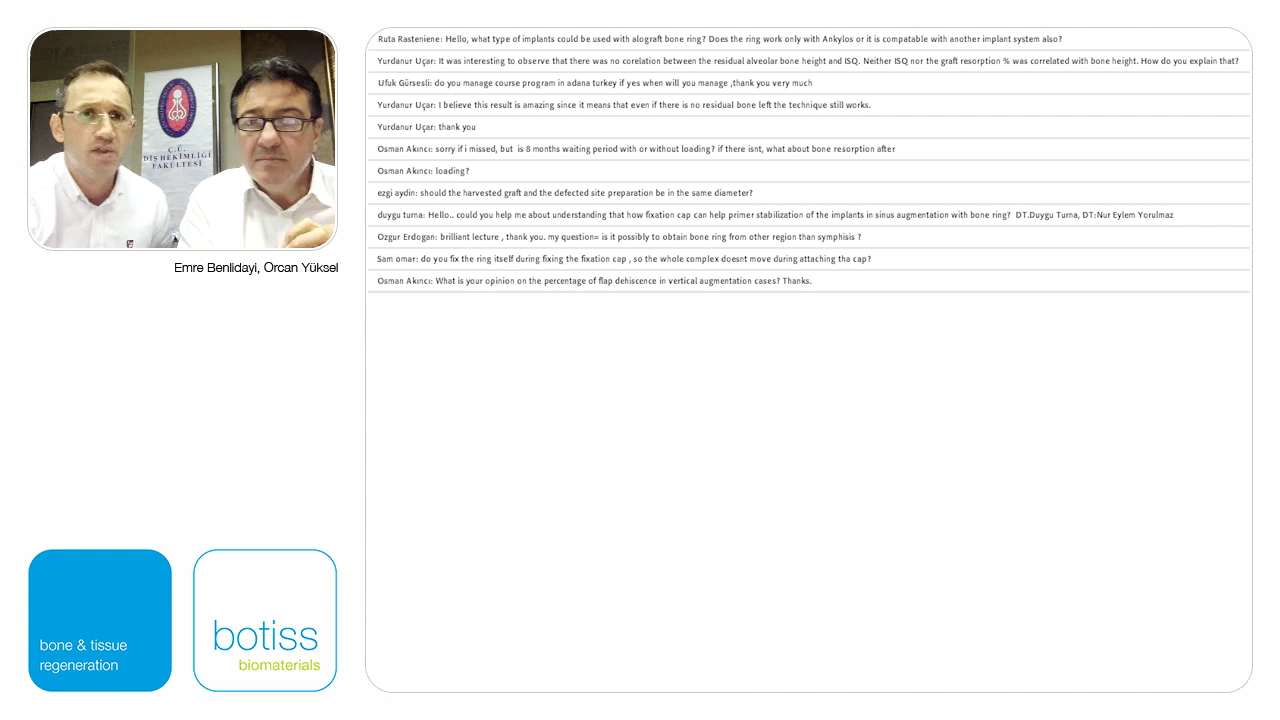 C.Ü.
DİŞ HEKİMLİĞİ
FAKÜLTESİ
Emre Benlidayi, Orcan Yüksel
bone & tissue
regeneration
botiss
biomaterials
Ruta Rasteniene: Hello, what type of implants could be used with alograft bone ring? Does the ring work only with Ankylos or it is compatable with another implant system also?
Yurdanur Uçar: It was interesting to observe that there was no corelation between the residual alveolar bone height and ISQ. Neither ISQ nor the graft resorption % was correlated with bone height. How do you explain that?
Ufuk Gürsesli: do you manage course program in adana turkey if yes when will you manage ,thank you very much
Yurdanur Uçar: I believe this result is amazing since it means that even if there is no residual bone left the technique still works.
Yurdanur Uçar: thank you
Osman Akıncı: sorry if i missed, but  is 8 months waiting period with or without loading? if there isnt, what about bone resorption after
Osman Akıncı: loading?
ezgi aydin: should the harvested graft and the defected site preparation be in the same diameter?
duygu turna: Hello.. could you help me about understanding that how fixation cap can help primer stabilization of the implants in sinus augmentation with bone ring?  DT.Duygu Turna, DT:Nur Eylem Yorulmaz
Ozgur Erdogan: brilliant lecture , thank you. my question= is it possibly to obtain bone ring from other region than symphisis ?
Sam omar: do you fix the ring itself during fixing the fixation cap , so the whole complex doesnt move during attaching tha cap?
Osman Akıncı: What is your opinion on the percentage of flap dehiscence in vertical augmentation cases? Thanks.